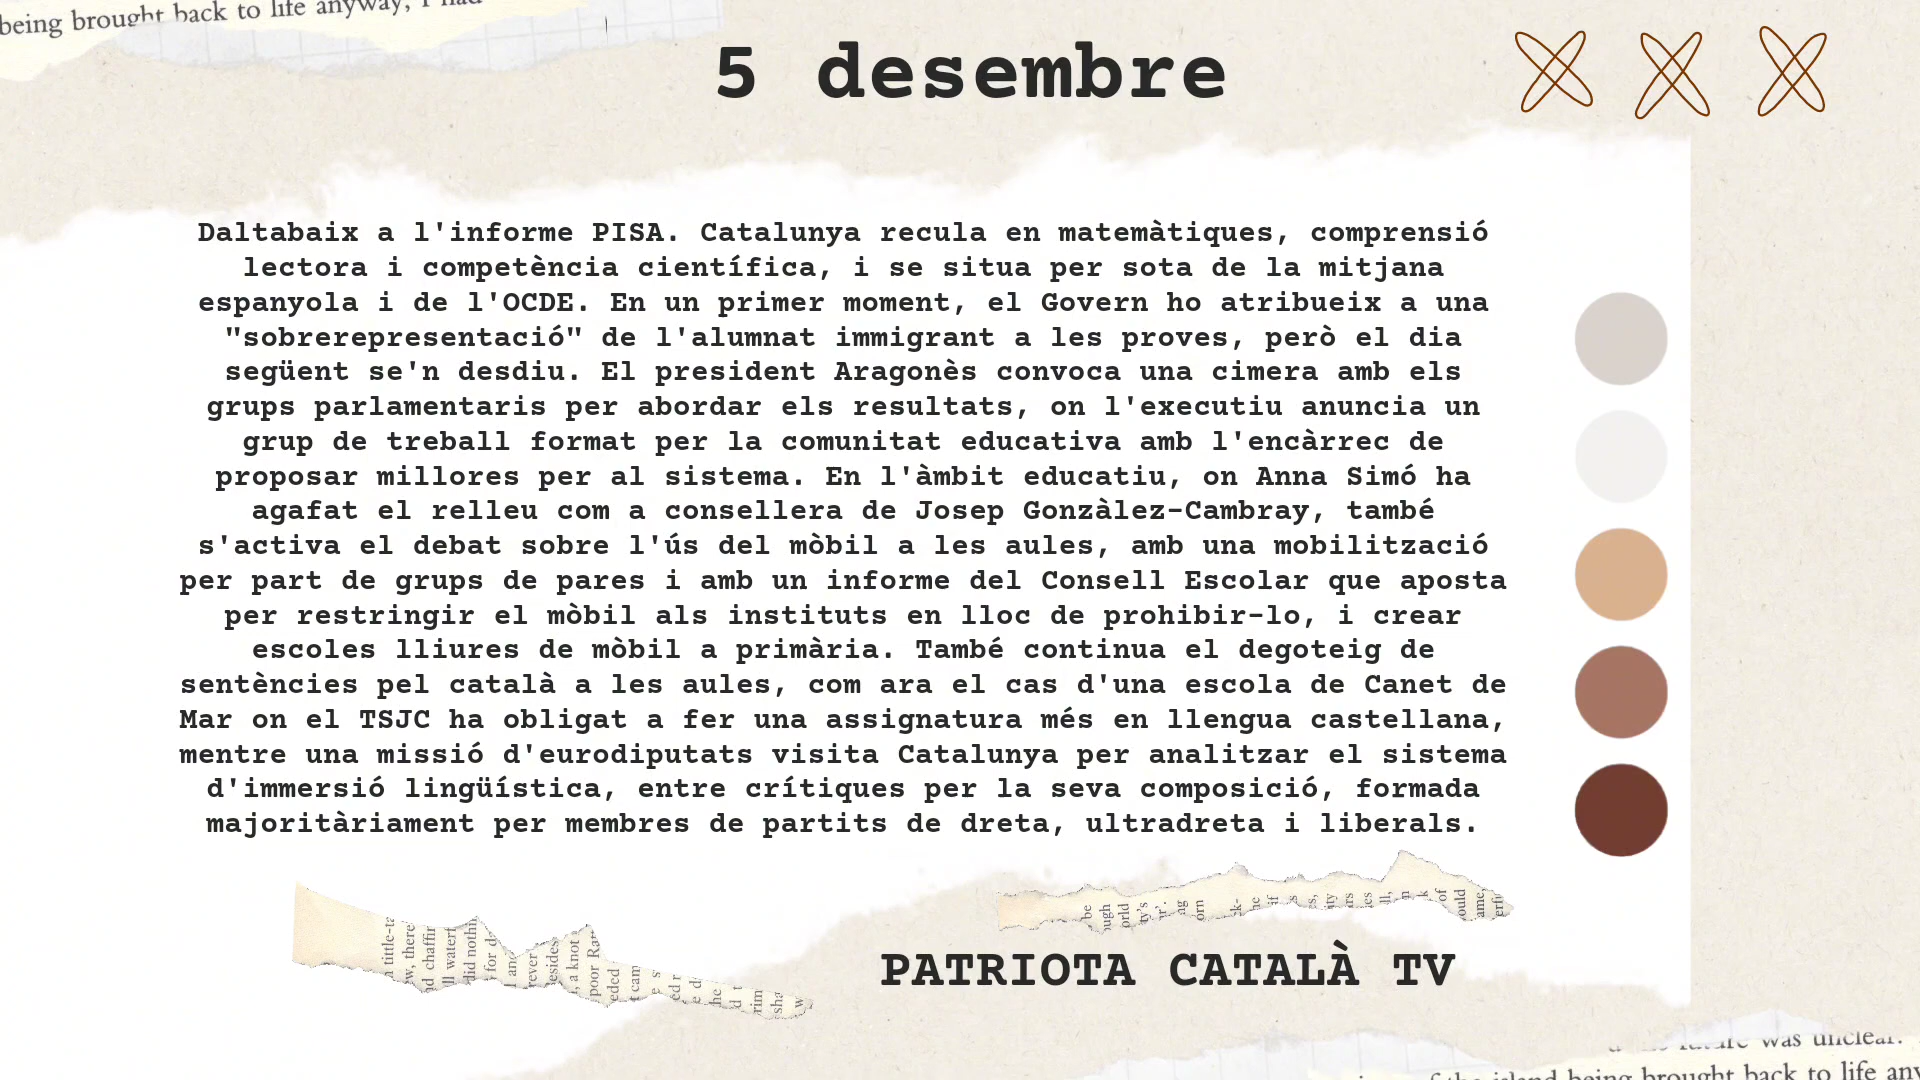 being brought back to life anyway, I had
5 desembre
Daltabaix a l'informe PISA. Catalunya recula en matemàtiques, comprensió
lectora i competència científica, i se situa per sota de la mitjana
espanyola i de l'OCDE. En un primer moment, el Govern ho atribueix a una
"sobrerepresentació" de l'alumnat immigrant a les proves, però el dia
següent se'n desdiu. El president Aragonès convoca una cimera amb els
grups parlamentaris per abordar els resultats, on l'executiu anuncia un
grup de treball format per la comunitat educativa amb l'encàrrec de
proposar millores per al sistema. En l'àmbit educatiu, on Anna Simó ha
agafat el relleu com a consellera de Josep Gonzàlez-Cambray, també
s'activa el debat sobre l'ús del mòbil a les aules, amb una mobilització
per part de grups de pares i amb un informe del Consell Escolar que aposta
per restringir el mòbil als instituts en lloc de prohibir-lo, i crear
escoles lliures de mòbil a primària. També continua el degoteig de
sentències pel català a les aules, com ara el cas d'una escola de Canet de
Mar on el TSJC ha obligat a fer una assignatura més en llengua castellana,
mentre una missió d'eurodiputats visita Catalunya per analitzar el sistema
d'immersió lingüística, entre crítiques per la seva composició, formada
majoritàriament per membres de partits de dreta, ultradreta i liberals.
PATRIOTA CATALÀ TV
was unclear.
island being brought back to life any